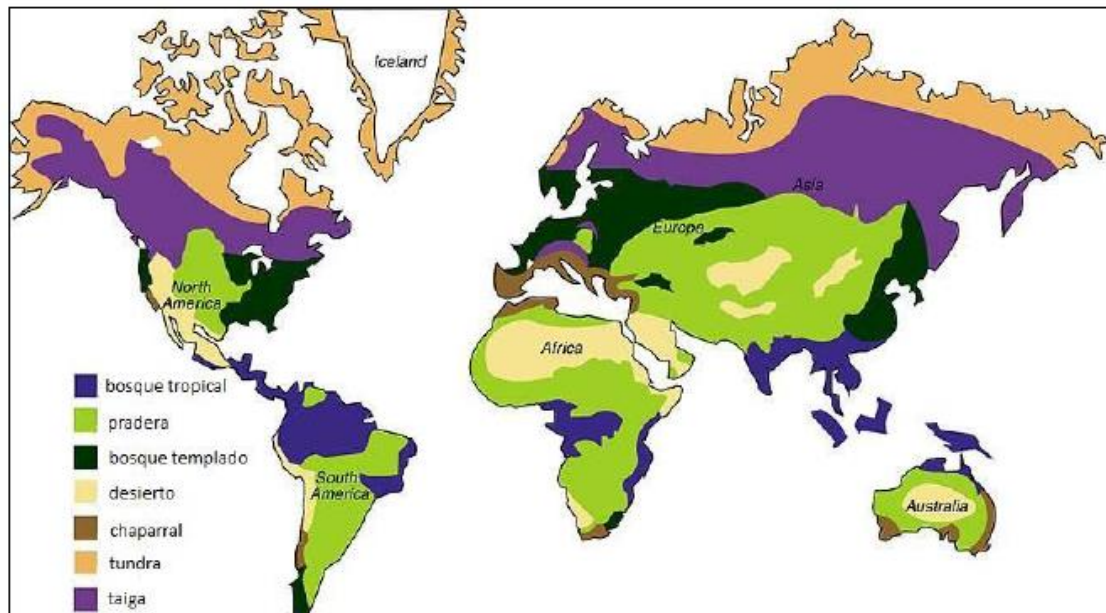 Iceland
Asia
Europe
North
America
Africa
bosque tropical
pradera
bosque templado
South
America
desierto
Australia
chaparral
tundra
taiga